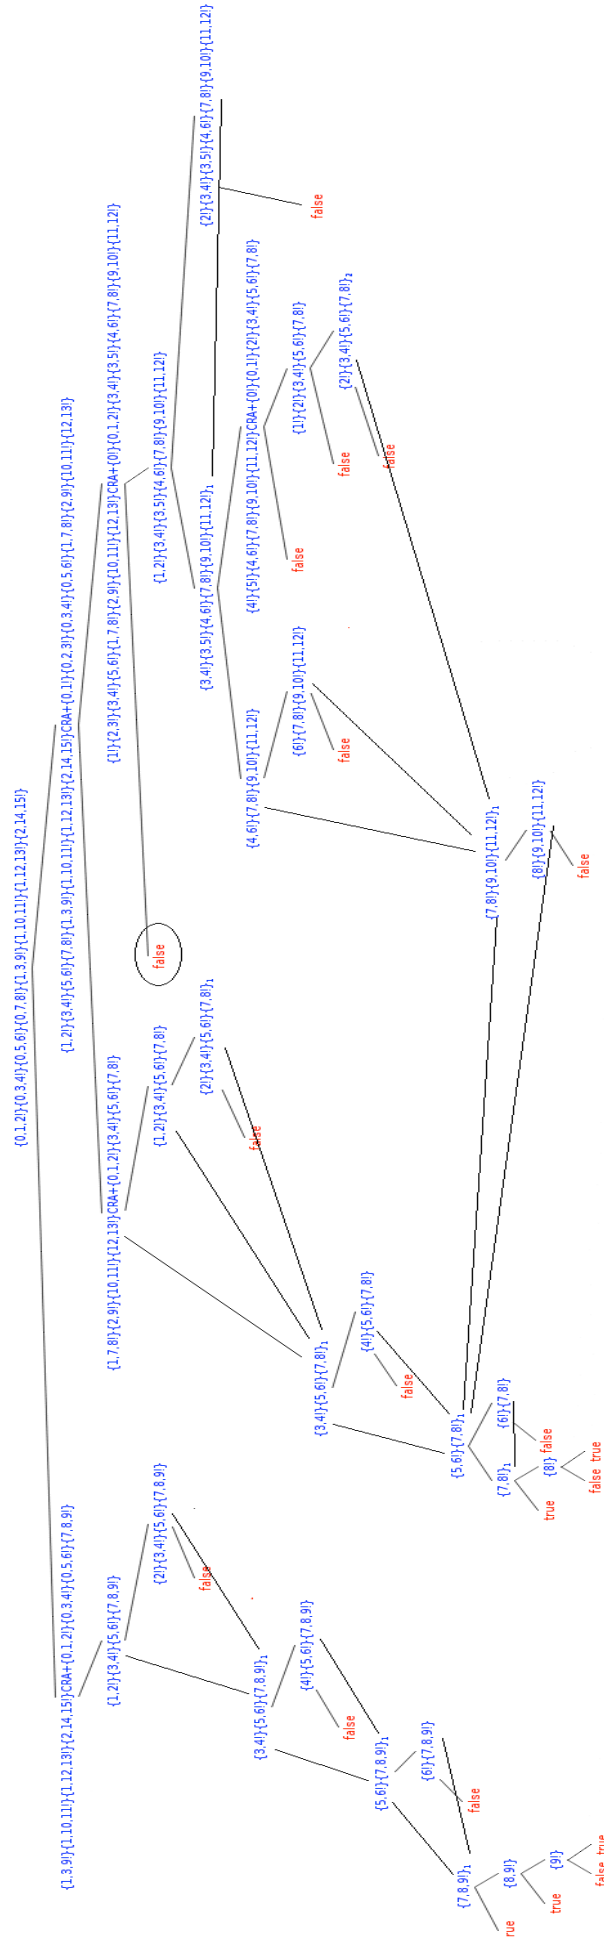 {0,1,2!}{0,3,4!}{0,5,6!}{0,7,8!}{1,3,9!}{1,10,11!}{1,12,13!}{2,14,15!}
{1,3,9!}{1,10,11!}{1,12,13!}{2,14,15!}CRA+{0,1,2!}{0,3,4!}{0,5,6!}{7,8,9!}
{1,2!}{3,4!}{5,6!}{7,8!}{1,3,9!}{1,10,11!}{1,12,13!}{2,14,15!}CRA+{0,1!}{0,2,3!}{0,3,4!}{0,5,6!}{1,7,8!}{2,9!}{10,11!}{12,13!}
{1,2!}{3,4!}{5,6!}{7,8,9!}
{1,7,8!}{2,9!}{10,11!}{12,13!}CRA+{0,1,2!}{3,4!}{5,6!}{7,8!}
{1!}{2,3!}{3,4!}{5,6!}{1,7,8!}{2,9!}{10,11!}{12,13!}CRA+{0!}{0,1,2!}{3,4!}{3,5!}{4,6!}{7,8!}{9,10!}{11,12!}
{2!}{3,4!}{5,6!}{7,8,9!}
{1,2!}{3,4!}{5,6!}{7,8!}
false
{1,2!}{3,4!}{3,5!}{4,6!}{7,8!}{9,10!}{11,12!}
false
{2!}{3,4!}{5,6!}{7,8!}1
{3,4!}{3,5!}{4,6!}{7,8!}{9,10!}{11,12!}1
{2!}{3,4!}{3,5!}{4,6!}{7,8!}{9,10!}{11,12!}
{3,4!}{5,6!}{7,8,9!}1
false
{4,6!}{7,8!}{9,10!}{11,12!}
{4!}{5!}{4,6!}{7,8!}{9,10!}{11,12!}CRA+{0!}{0,1!}{2!}{3,4!}{5,6!}{7,8!}
{4!}{5,6!}{7,8,9!}
{3,4!}{5,6!}{7,8!}1
{6!}{7,8!}{9,10!}{11,12!}
false
{1!}{2!}{3,4!}{5,6!}{7,8!}
false
false
{4!}{5,6!}{7,8!}
false
false
{2!}{3,4!}{5,6!}{7,8!}2
{5,6!}{7,8,9!}1
false
false
{6!}{7,8,9!}
{5,6!}{7,8!}1
{7,8,9!}1
false
{7,8!}1
{6!}{7,8!}
{7,8!}{9,10!}{11,12!}1
rue
{8,9!}
true
{8!}
false
{8!}{9,10!}{11,12!}
true
{9!}
false
true
false
true
false